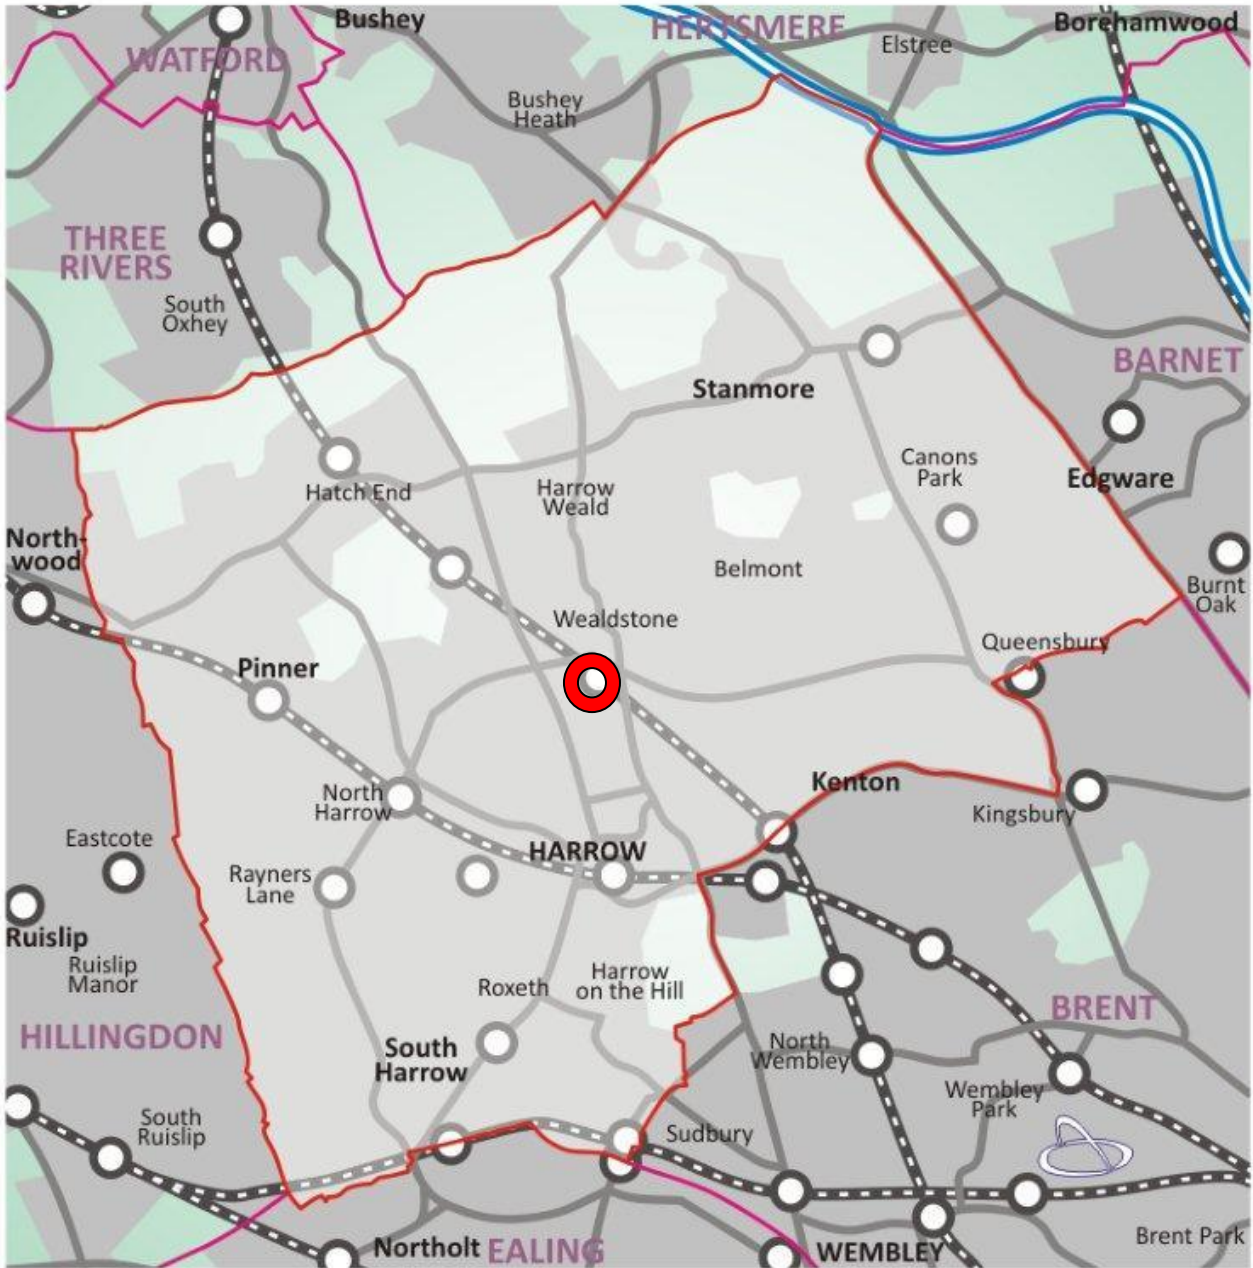 Bushey
HERTSMERE
Borehamwood
Elstree
WATFORD
Bushey
Heath
THREE
RIVERS
South
Oxhey
BARNET
Stanmore
Canons
Park
Edgware
Hatch End
Harrow
Weald
North-
wood
Belmont
Burnt
Oak
Wealdstone
Queensbury
Pinner
Kenton
North
Harrow
Kingsbury
Eastcote
HARROW
Rayners
Lane
Ruislip
Ruislip
Manor
Roxeth
Harrow
on the Hill
BRENT
HILLINGDON
South
Harrow
North
Wembley
Wembley
Park
South
Ruislip
Sudbury
Brent Park
Northolt
EALING
WEMBLEY